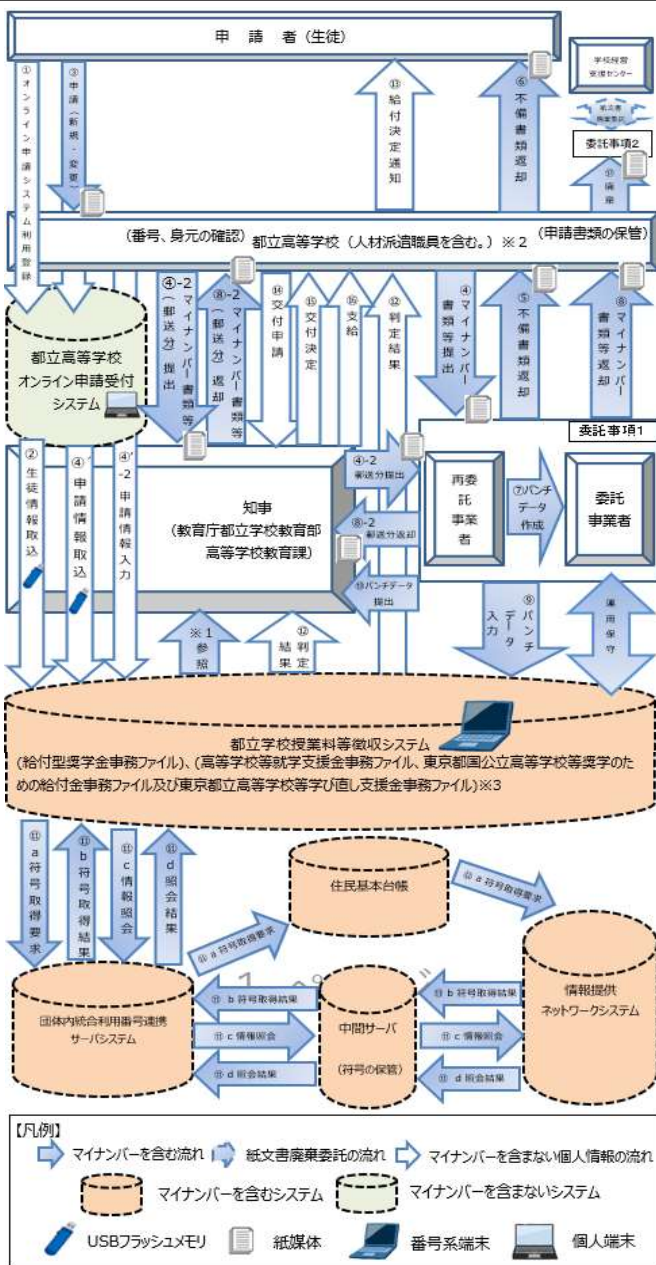 申 請 者（生徒）
学校経営
支援センター
紙文書
廃棄委託
委託事項2
①オンライン申請システム利用登録
③申請（新規・変更）
⑬給付決定通知
⑥不備書類返却
（番号、身元の確認）
都立高等学校（人材派遣職員を含む。）※２
（申請書類の保管）
④-2マイナンバー書類等（郵送分）提出
⑧-2マイナンバー書類等（郵送分）返却
⑭交付申請
⑮交付決定
⑯支給
⑫判定結果
④マイナンバー書類等提出
⑤不備書類返却
⑧マイナンバー書類等返却
都立高等学校
オンライン申請受付
システム
委託事項1
②生徒情報取込
④´申請情報取込
④´-2 申請情報入力
知事
（教育庁都立学校教育部
高等学校教育課）
④-2
郵送分提出
⑧-2
郵送分返却
⑩パンチデータ
提出
再委託事業者
⑦パンチ
データ
作成
委託
事業者
※１参照
⑫判定結果
⑨パンチデータ入力
運用保守
都立学校授業料等徴収システム
(給付型奨学金事務ファイル)、（高等学校等就学支援金事務ファイル、東京都国公立高等学校等奨学のた
めの給付金事務ファイル及び東京都立高等学校等学び直し支援金事務ファイル)※3
⑪a符号取得要求
⑪b符号取得結果
⑪c情報照会
⑪d照会結果
住民基本台帳
⑪ a 符号取得要求
⑪ a 符号取得要求
団体内統合利用番号連携
サーバシステム
⑪ b 符号取得結果
⑪ c 情報照会
⑪ d 照会結果
中間サーバ
（符号の保管）
⑪ b 符号取得結果
⑪ c 情報照会
⑪ d 照会結果
情報提供
ネットワークシステム
【凡例】
マイナンバーを含む流れ
紙文書廃棄委託の流れ
マイナンバーを含まない個人情報の流れ
マイナンバーを含むシステム
マイナンバーを含まないシステム
USBフラッシュメモリ
紙媒体
番号系端末
個人端末